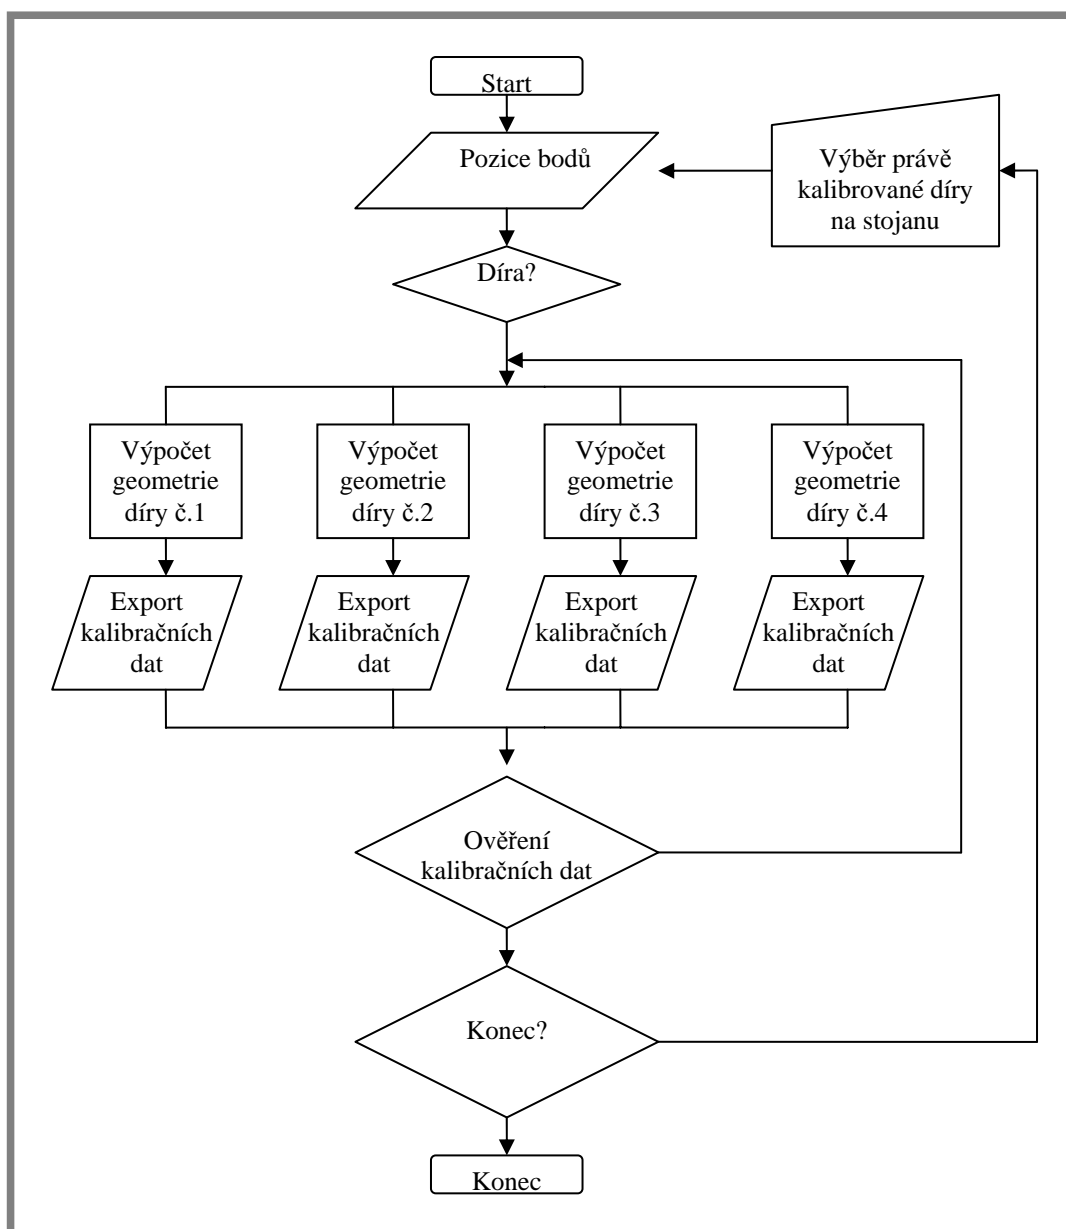 Start
Pozice bodů
Výběr právě
kalibrované díry
na stojanu
Díra?
Výpočet
geometrie
díry č.1
Výpočet
geometrie
díry č.2
Výpočet
geometrie
díry č.3
Výpočet
geometrie
díry č.4
Export
kalibračních
dat
Export
kalibračních
dat
Export
kalibračních
dat
Export
kalibračních
dat
Ověření
kalibračních dat
Konec?
Konec